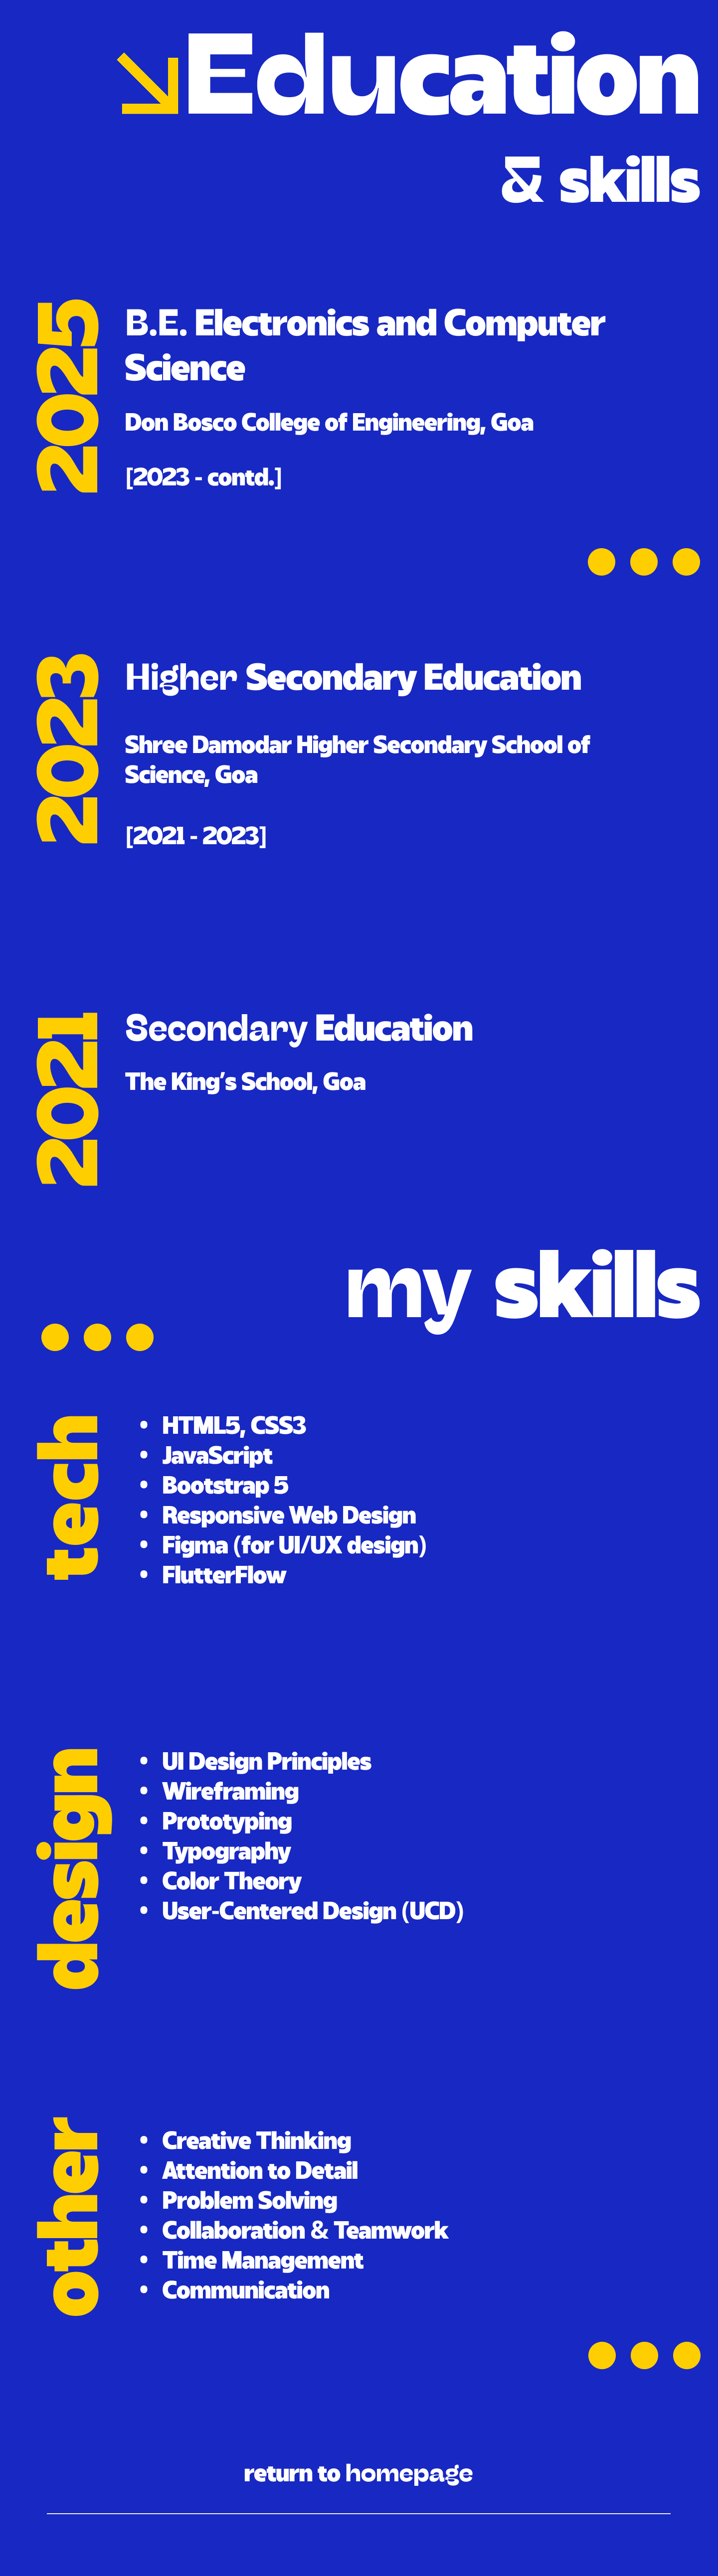 Education
& skills
2025
B.E. Electronics and Computer
Science
Don Bosco College of Engineering, Goa
[2023 - contd.]
2023
Higher Secondary Education
Shree Damodar Higher Secondary School of
Science, Goa
[2021 - 2023]
2021
Secondary Education
The King's School, Goa
my skills
tech
• HTML5, CSS3
• JavaScript
• Bootstrap 5
• Responsive Web Design
• Figma (for UI/UX design)
• FlutterFlow
design
• UI Design Principles
• Wireframing
• Prototyping
• Typography
• Color Theory
• User-Centered Design (UCD)
other
• Creative Thinking
• Attention to Detail
• Problem Solving
• Collaboration & Teamwork
• Time Management
• Communication
return to homepage